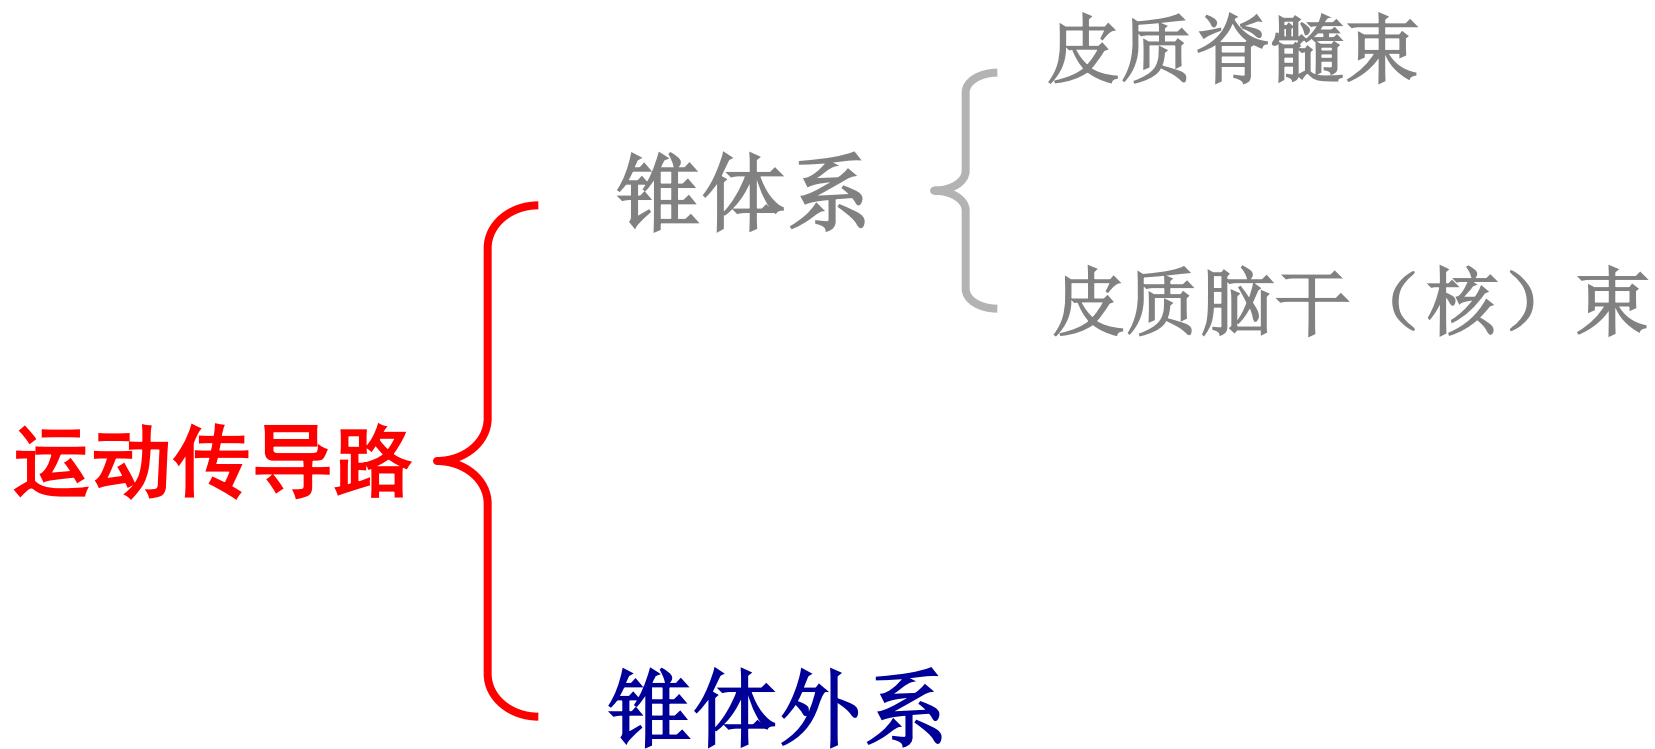 皮质脊髓束
锥体系
皮质脑干（核）束
运动传导路
锥体外系